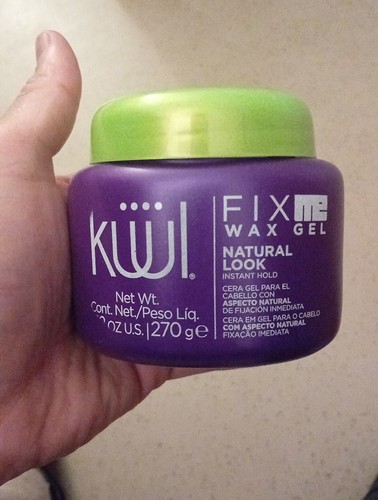 küül®
Net Wt.
Cont. Net./Peso Líq.
OZ U.S. | 270 g e
FIX me
WAX GEL
NATURAL
LOOK
INSTANT HOLD
CERA GEL PARA EL
CABELLO CON
ASPECTO NATURAL
DE FIJACIÓN INMEDIATA
CERA EM GEL PARA O CABELO
COM ASPECTO NATURAL
FIXAÇÃO IMEDIATA